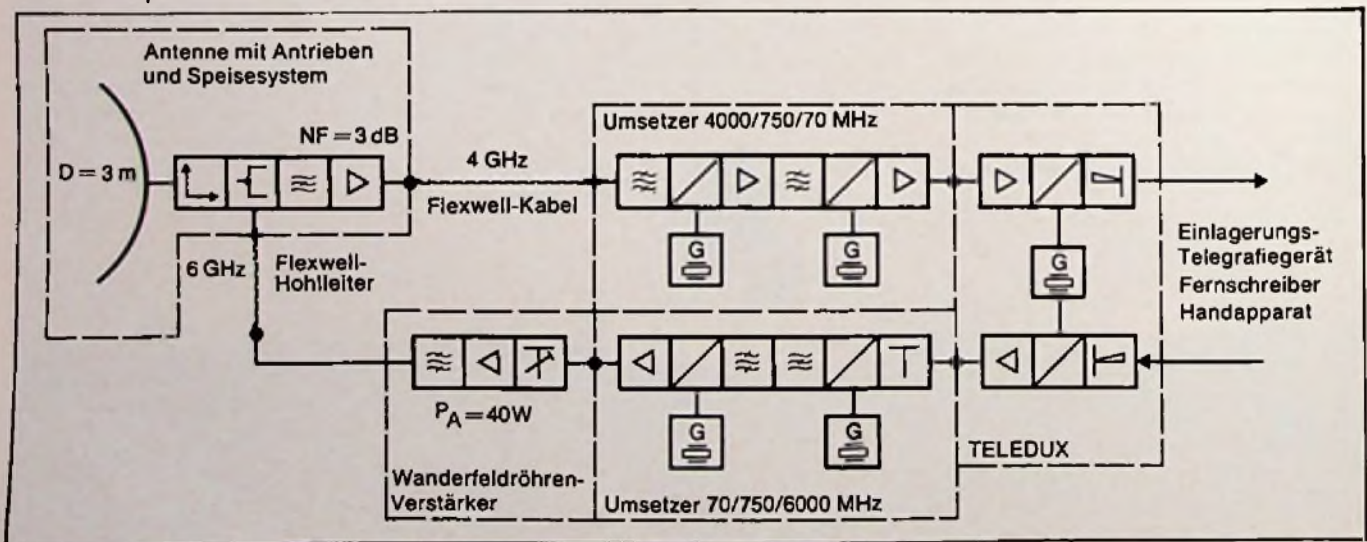 Antenne mit Antrieben
und Speisesystem
NF = 3 dB
D = 3 m
4 GHz
Flexwell-Kabel
6 GHz
Flexwell-
Hohlleiter
Umsetzer 4000/750/70 MHz
G
G
G
Einlagerungs-
Telegrafiegerät
Fernschreiber
Handapparat
P_A = 40W
G
G
Wanderfeldröhren-
Verstärker
Umsetzer 70/750/6000 MHz
TELEDUX